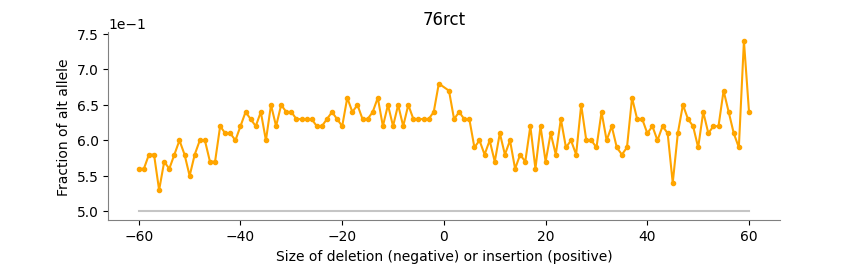 76rct
1e−1
7.5
7.0
6.5
6.0
5.5
5.0
Fraction of alt allele
−60 −40 −20 0 20 40 60
Size of deletion (negative) or insertion (positive)